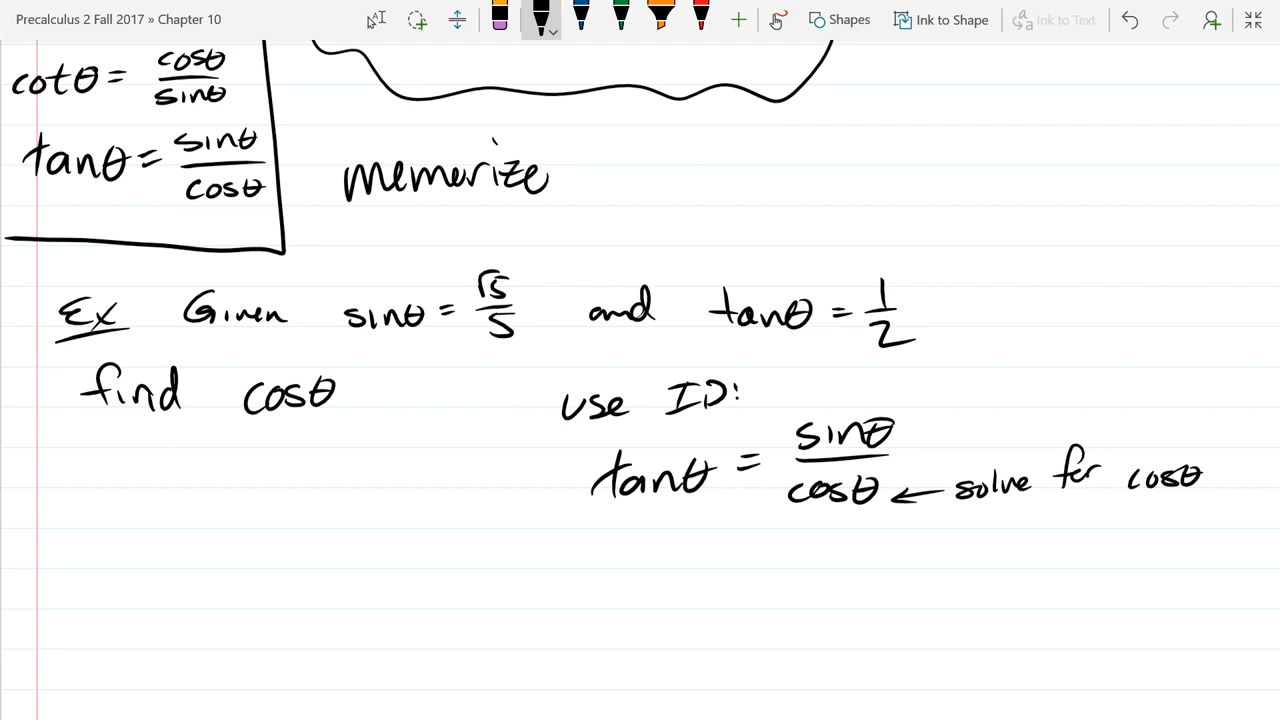 Precalculus 2 Fall 2017 » Chapter 10 Shapes Ink to Shape Ink to Text
cotθ = cosθ/sinθ
tanθ = sinθ/cosθ
memorize
Ex Given sinθ = √5/5 and tanθ = 1/2
find cosθ
use ID:
tanθ = sinθ/cosθ ← solve for cosθ